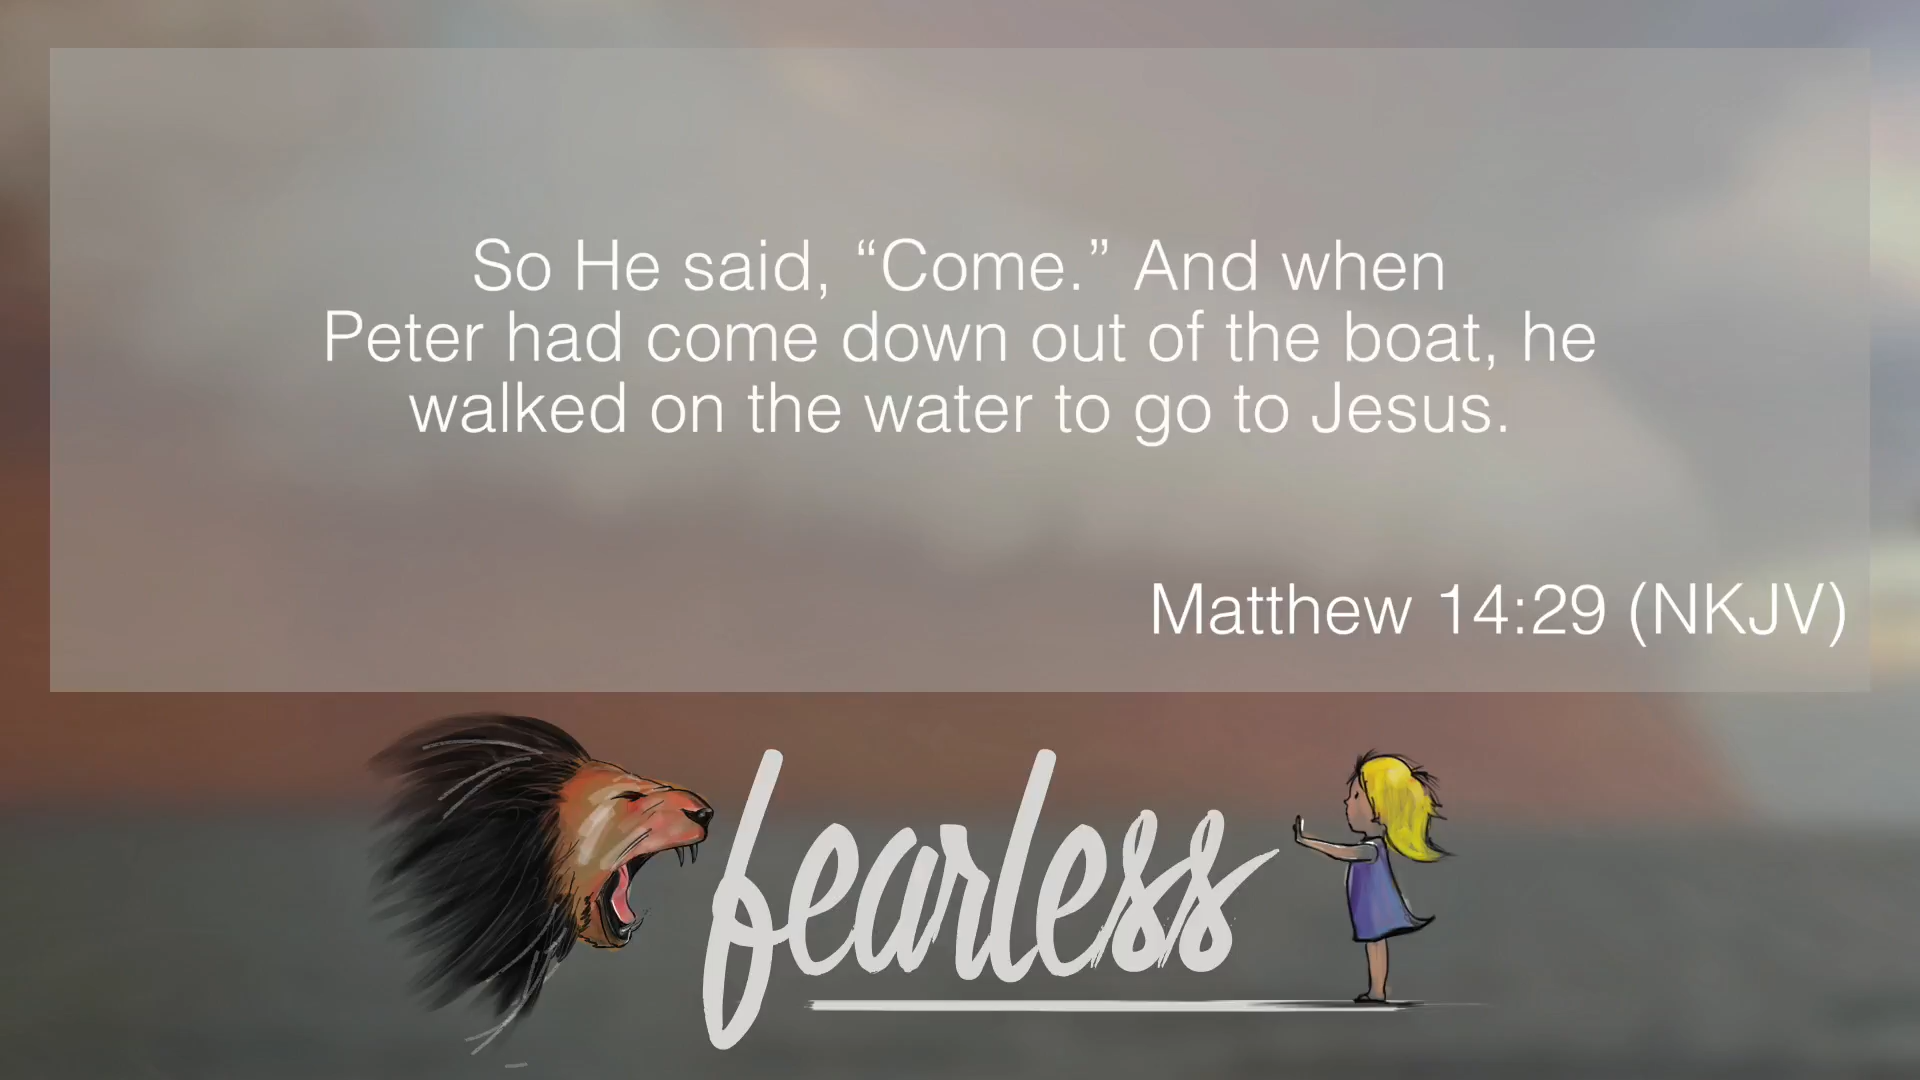 So He said, “Come.” And when
Peter had come down out of the boat, he
walked on the water to go to Jesus.
Matthew 14:29 (NKJV)
fearless